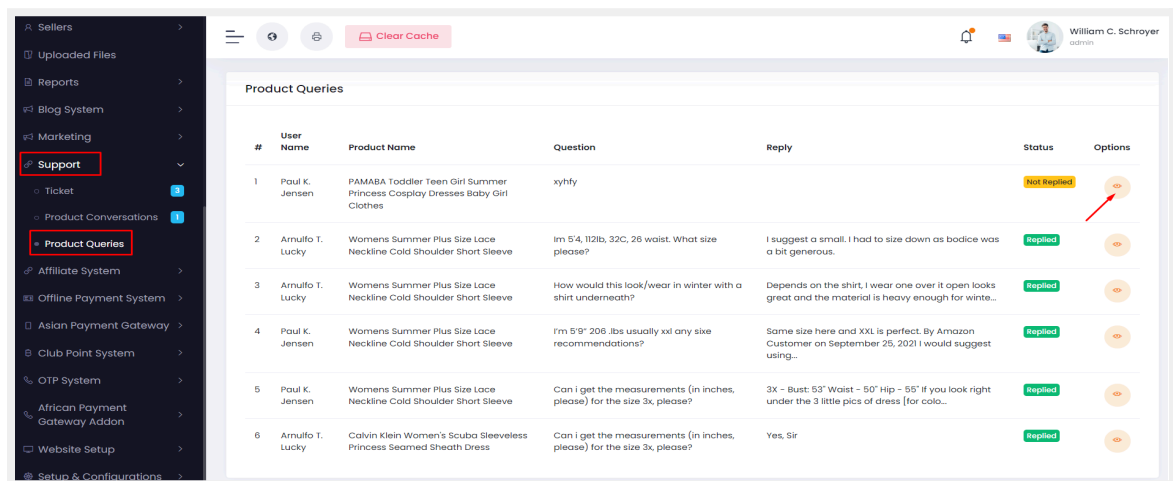 Sellers
Uploaded Files
Reports
Blog System
Marketing
Support
Ticket 3
Product Conversations 1
Product Queries
Affiliate System
Offline Payment System
Asian Payment Gateway
Club Point System
OTP System
African Payment
Gateway Addon
Website Setup
Setup & Configurations
Clear Cache
William C. Schroyer
admin
Product Queries
# User Name Product Name Question Reply Status Options
1 Paul K. PAMABA Toddler Teen Girl Summer xyhfy Not Replied
Jensen Princess Cosplay Dresses Baby Girl
Clothes
2 Arnulfo T. Womens Summer Plus Size Lace Im 5'4, 112lb, 32C, 26 waist. What size I suggest a small. I had to size down as bodice was Replied
Lucky Neckline Cold Shoulder Short Sleeve please? a bit generous.
3 Arnulfo T. Womens Summer Plus Size Lace How would this look/wear in winter with a Depends on the shirt, I wear one over it open looks Replied
Lucky Neckline Cold Shoulder Short Sleeve shirt underneath? great and the material is heavy enough for winte...
4 Paul K. Womens Summer Plus Size Lace I'm 5'9" 206 .lbs usually xxl any sixe Same size here and XXL is perfect. By Amazon Replied
Jensen Neckline Cold Shoulder Short Sleeve recommendations? Customer on September 25, 2021 I would suggest
using...
5 Paul K. Womens Summer Plus Size Lace Can i get the measurements (in inches, 3X - Bust: 53" Waist - 50" Hip - 55" If you look right Replied
Jensen Neckline Cold Shoulder Short Sleeve please) for the size 3x, please? under the 3 little pics of dress [for colo...
6 Arnulfo T. Calvin Klein Women's Scuba Sleeveless Can i get the measurements (in inches, Yes, Sir Replied
Lucky Princess Seamed Sheath Dress please) for the size 3x, please?